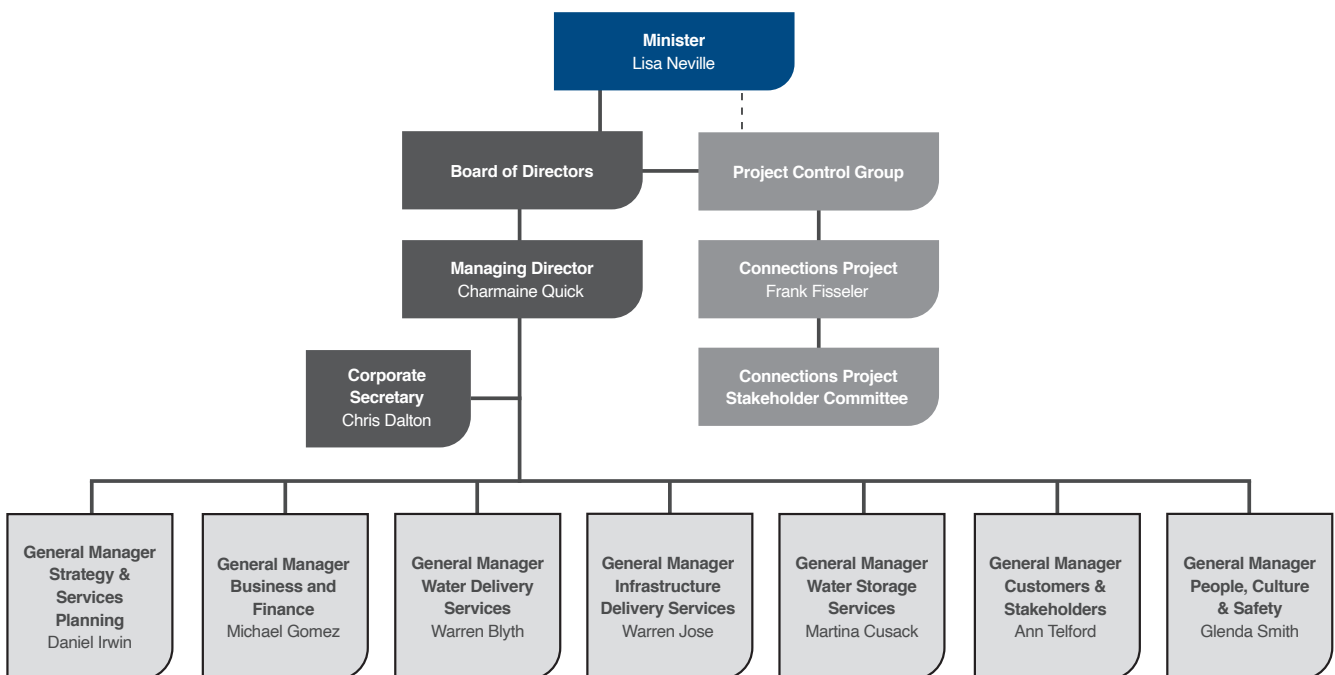 Minister
Lisa Neville
Board of Directors
Project Control Group
Managing Director
Charmaine Quick
Connections Project
Frank Fisseler
Corporate
Secretary
Chris Dalton
Connections Project
Stakeholder Committee
General Manager
Strategy &
Services
Planning
Daniel Irwin
General Manager
Business and
Finance
Michael Gomez
General Manager
Water Delivery
Services
Warren Blyth
General Manager
Infrastructure
Delivery Services
Warren Jose
General Manager
Water Storage
Services
Martina Cusack
General Manager
Customers &
Stakeholders
Ann Telford
General Manager
People, Culture
& Safety
Glenda Smith